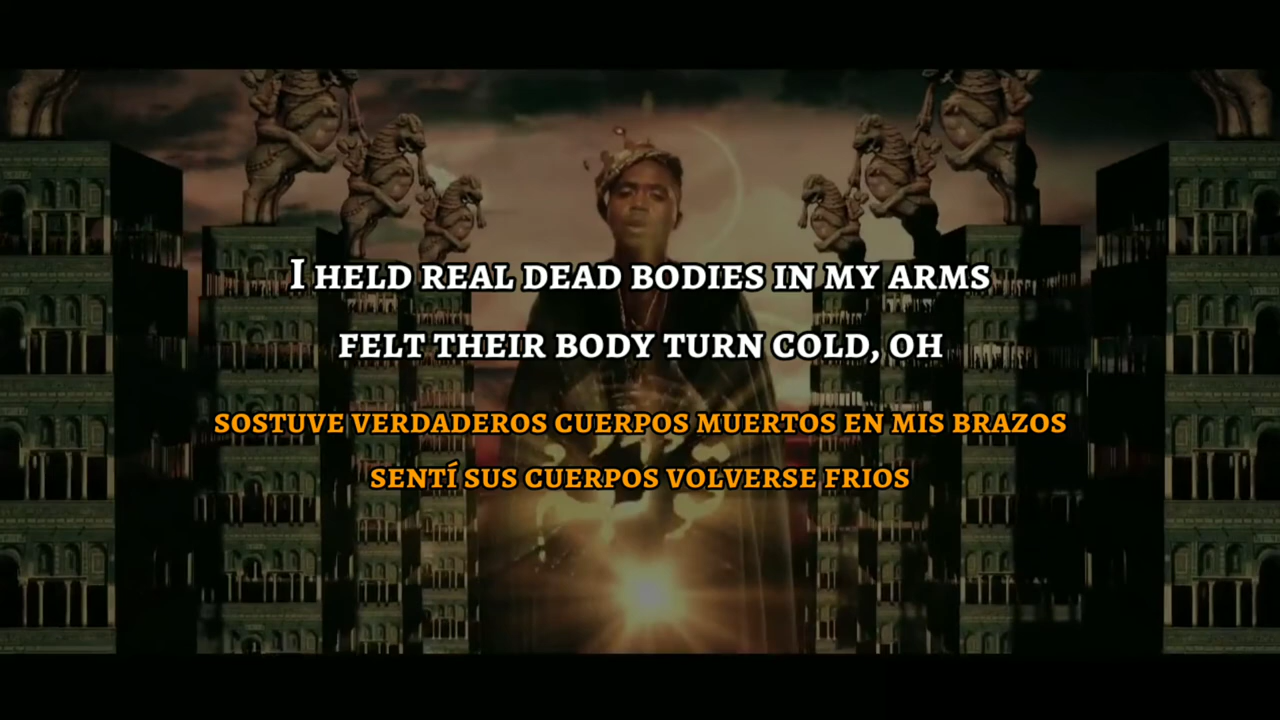 I held real dead bodies in my arms
felt their body turn cold, oh
sostuve verdaderos cuerpos muertos en mis brazos
sentí sus cuerpos volverse frios